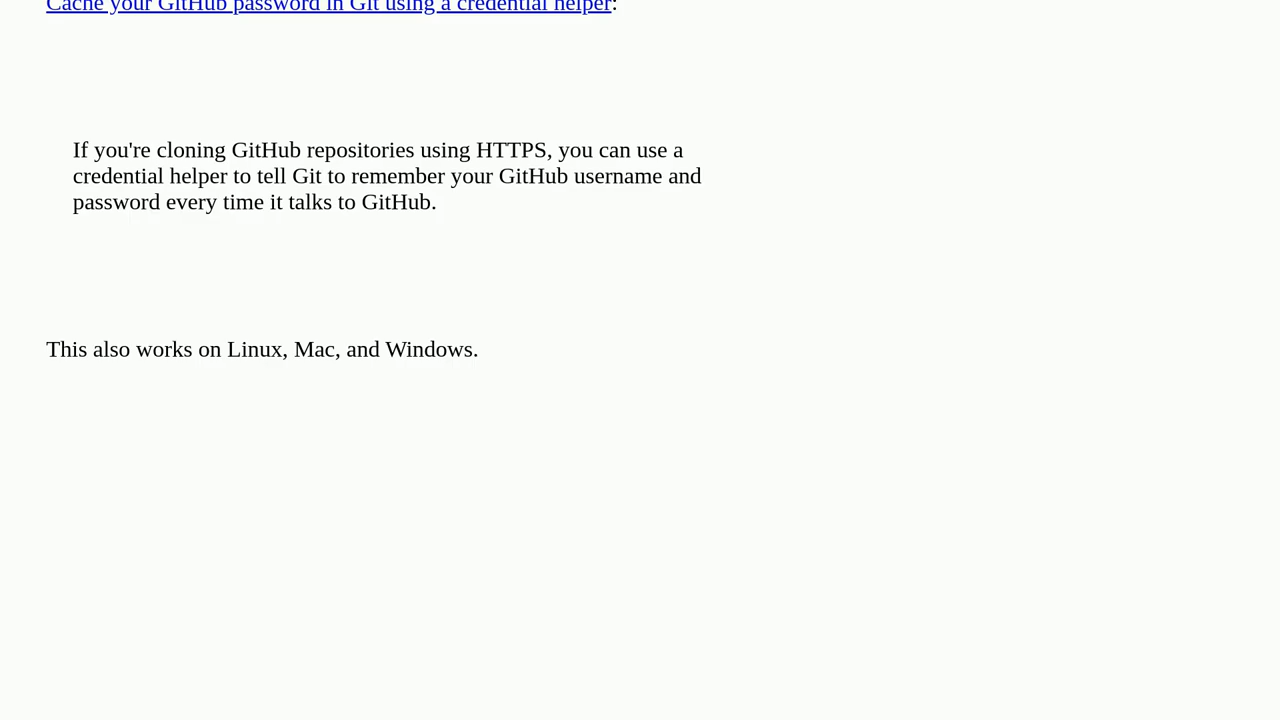 Cache your GitHub password in Git using a credential helper:
If you're cloning GitHub repositories using HTTPS, you can use a
credential helper to tell Git to remember your GitHub username and
password every time it talks to GitHub.
This also works on Linux, Mac, and Windows.